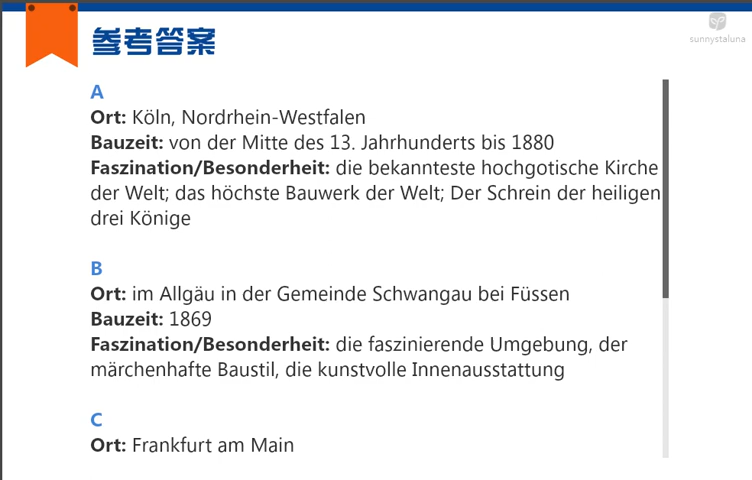 参考答案
sunnystaluna
A
Ort: Köln, Nordrhein-Westfalen
Bauzeit: von der Mitte des 13. Jahrhunderts bis 1880
Faszination/Besonderheit: die bekannteste hochgotische Kirche
der Welt; das höchste Bauwerk der Welt; Der Schrein der heiligen
drei Könige
B
Ort: im Allgäu in der Gemeinde Schwangau bei Füssen
Bauzeit: 1869
Faszination/Besonderheit: die faszinierende Umgebung, der
märchenhafte Baustil, die kunstvolle Innenausstattung
C
Ort: Frankfurt am Main